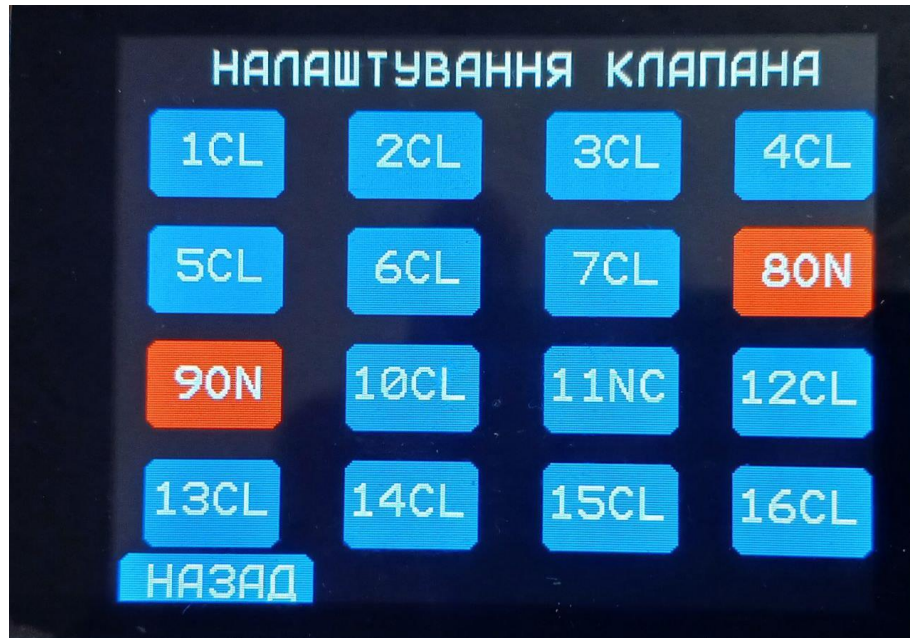 НАЛАШТУВАННЯ КЛАПАНА
1CL 2CL 3CL 4CL
5CL 6CL 7CL 8ON
9ON 10CL 11NC 12CL
13CL 14CL 15CL 16CL
НАЗАД